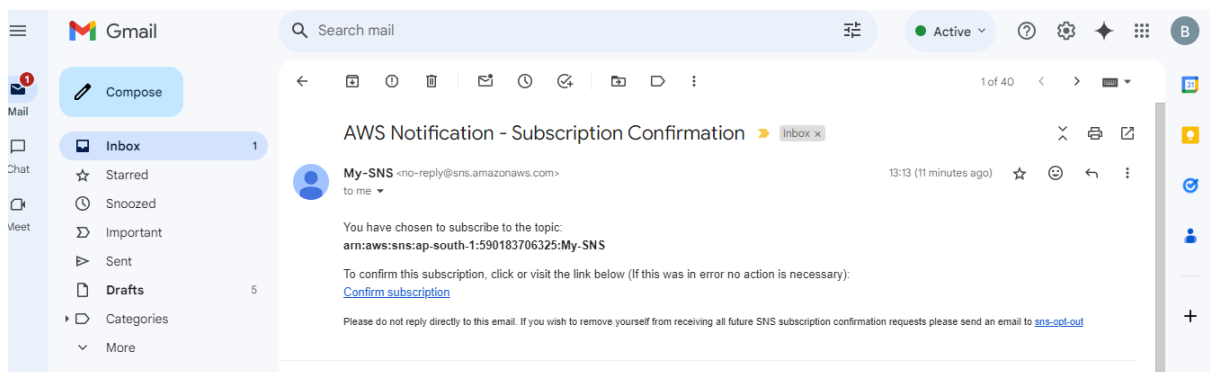 Gmail
Search mail
Active
B
1
Mail
Compose
1 of 40
31
Inbox 1
AWS Notification - Subscription Confirmation Inbox x
Chat
Starred
My-SNS <no-reply@sns.amazonaws.com> 13:13 (11 minutes ago)
to me
Snoozed
Meet
Important
You have chosen to subscribe to the topic:
arn:aws:sns:ap-south-1:590183706325:My-SNS
Sent
To confirm this subscription, click or visit the link below (If this was in error no action is necessary):
Confirm subscription
Drafts 5
Categories
Please do not reply directly to this email. If you wish to remove yourself from receiving all future SNS subscription confirmation requests please send an email to sns-opt-out
More